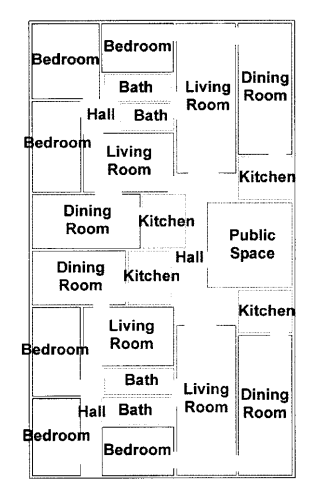 Bedroom
Bedroom
Bath
Living
Room
Dining
Room
Hall
Bath
Bedroom
Living
Room
Kitchen
Dining
Room
Kitchen
Public
Space
Hall
Dining
Room
Kitchen
Kitchen
Living
Room
Bedroom
Bath
Living
Room
Dining
Room
Hall
Bath
Bedroom
Bedroom